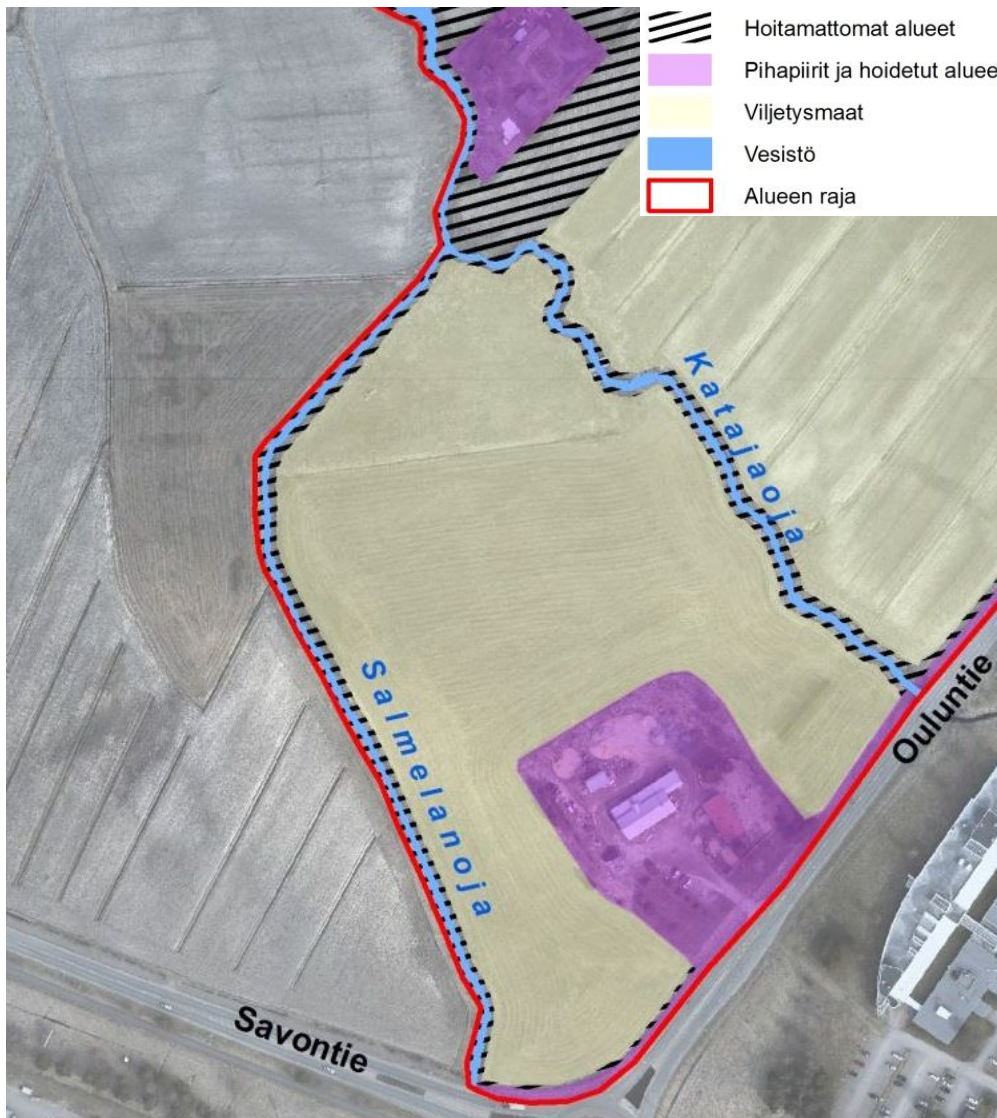 Hoitamattomat alueet
Pihapiirit ja hoidetut aluee
Viljetysmaat
Vesistö
Alueen raja
Katajaoja
Salmelanoja
Ouluntie
Savontie